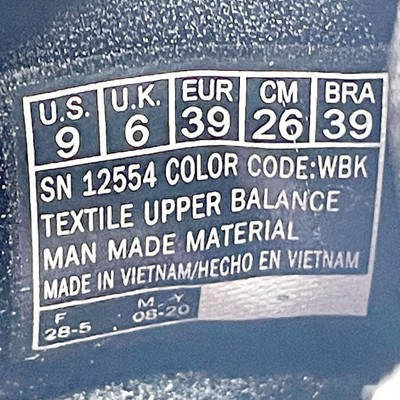 U.S. U.K. EUR CM BRA
9 6 39 26 39
SN 12554 COLOR CODE:WBK
TEXTILE UPPER BALANCE
MAN MADE MATERIAL
MADE IN VIETNAM/HECHO EN VIETNAM
F M-Y
28-5 08-20